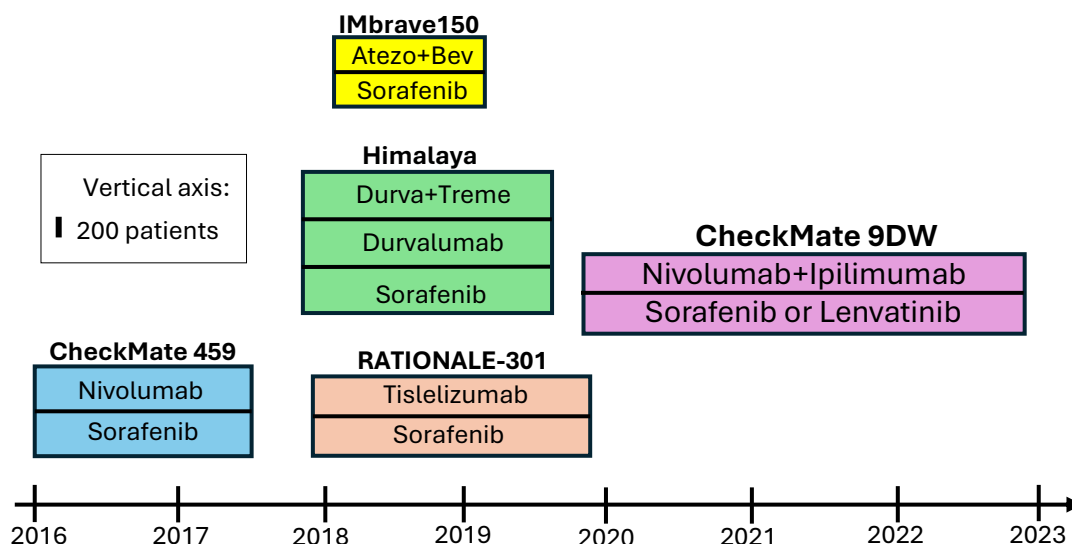 IMbrave150
Atezo+Bev
Sorafenib
Vertical axis:
200 patients
Himalaya
Durva+Treme
Durvalumab
Sorafenib
CheckMate 9DW
Nivolumab+Ipilimumab
Sorafenib or Lenvatinib
CheckMate 459
Nivolumab
Sorafenib
RATIONALE-301
Tislelizumab
Sorafenib
2016 2017 2018 2019 2020 2021 2022 2023